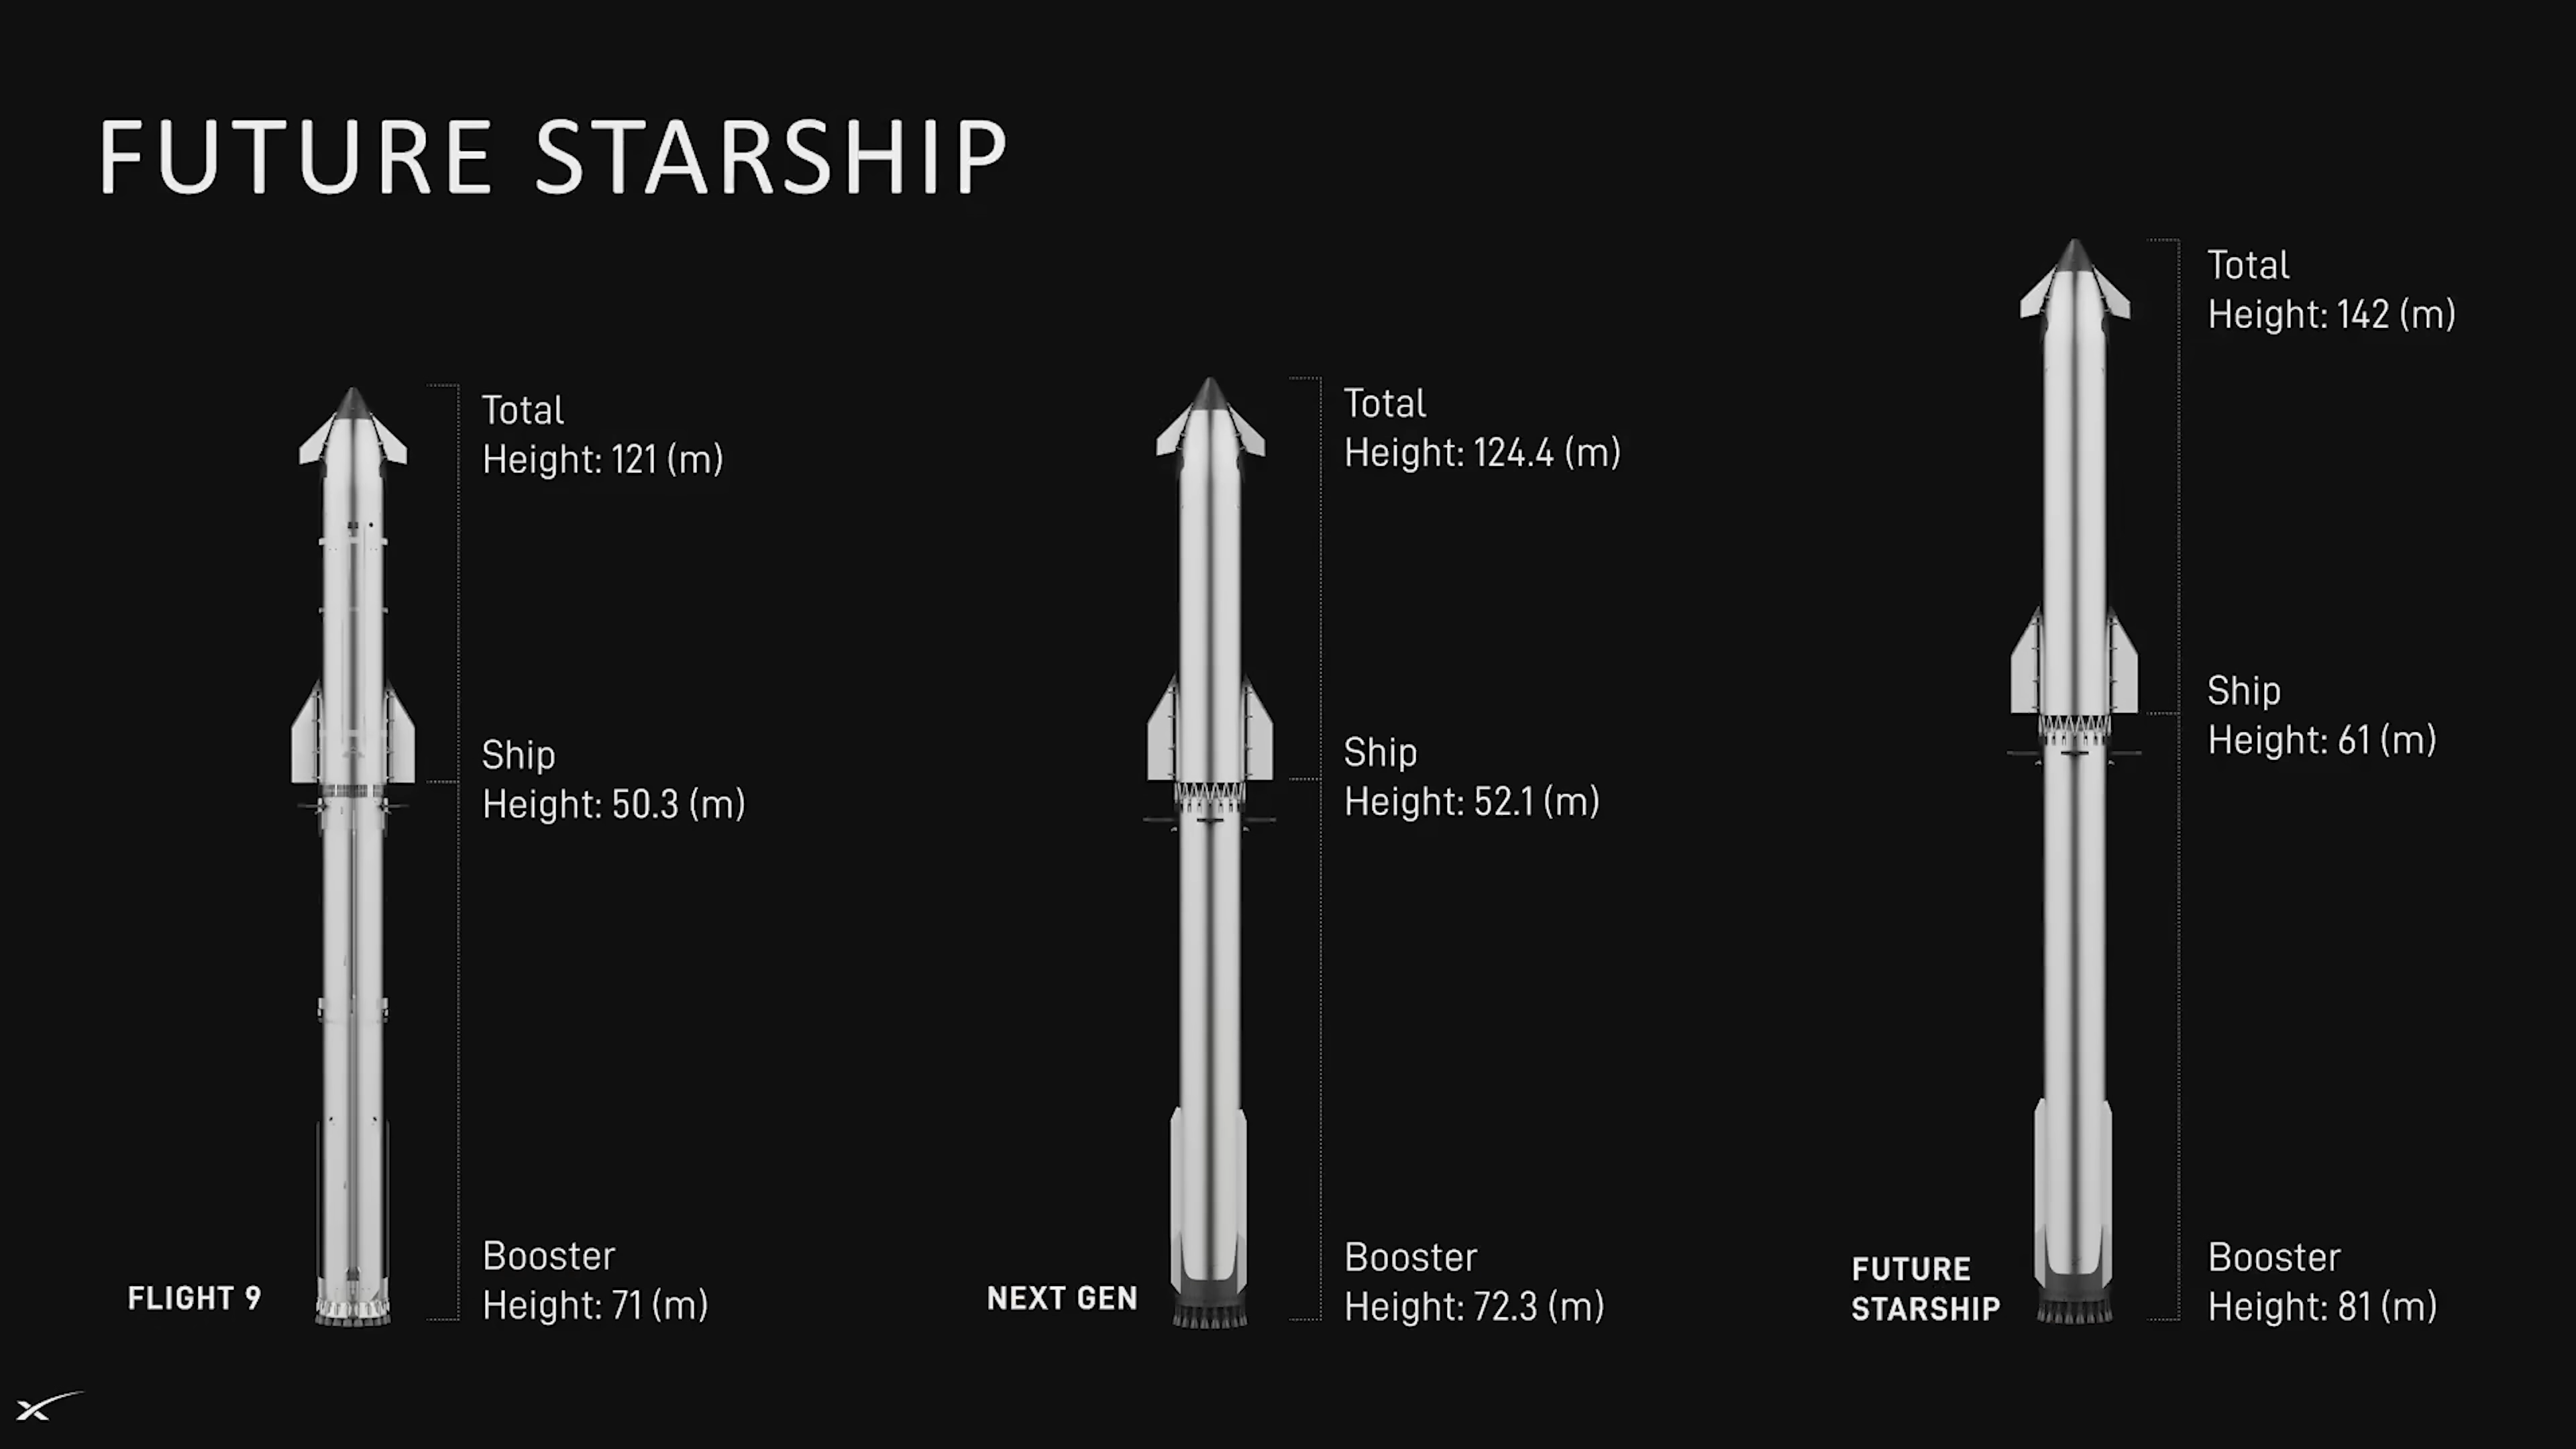 FUTURE STARSHIP
Total
Height: 121 (m)
Ship
Height: 50.3 (m)
Booster
Height: 71 (m)
FLIGHT 9
Total
Height: 124.4 (m)
Ship
Height: 52.1 (m)
Booster
Height: 72.3 (m)
NEXT GEN
Total
Height: 142 (m)
Ship
Height: 61 (m)
Booster
Height: 81 (m)
FUTURE
STARSHIP